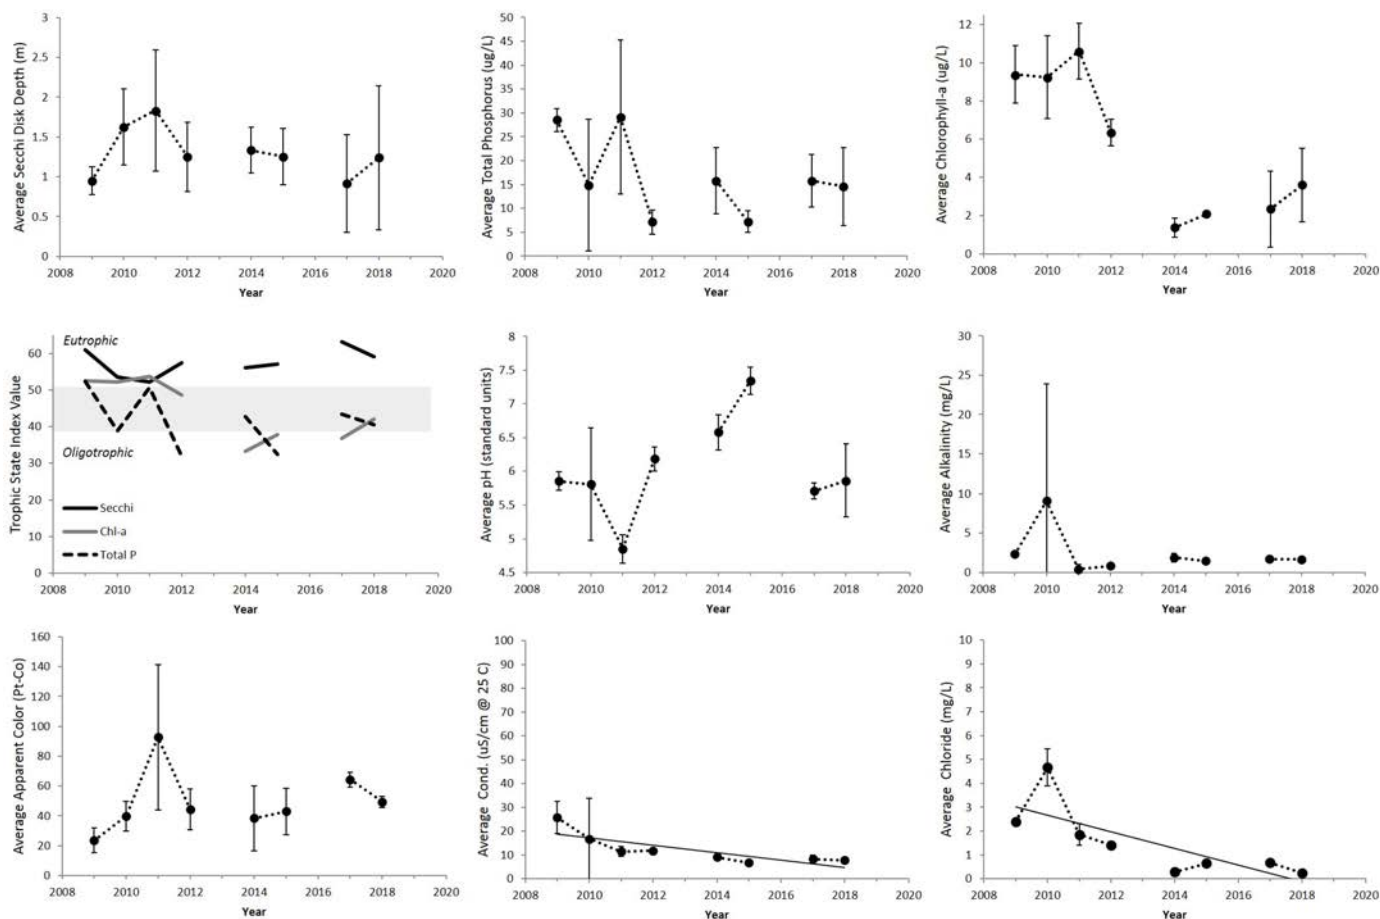 Average Secchi Disk Depth (m)
3
2.5
2
1.5
1
0.5
0
2008 2010 2012 2014 2016 2018 2020
Year
Average Total Phosphorus (ug/L)
50
45
40
35
30
25
20
15
10
5
0
2008 2010 2012 2014 2016 2018 2020
Year
Average Chlorophyll-a (ug/L)
12
10
8
6
4
2
0
2008 2010 2012 2014 2016 2018 2020
Year
Trophic State Index Value
60
50
40
30
20
10
0
Eutrophic
Oligotrophic
Secchi
Chl-a
Total P
2008 2010 2012 2014 2016 2018 2020
Year
Average pH (standard units)
8
7.5
7
6.5
6
5.5
5
4.5
2008 2010 2012 2014 2016 2018 2020
Year
Average Alkalinity (mg/L)
30
25
20
15
10
5
0
2008 2010 2012 2014 2016 2018 2020
Year
Average Apparent Color (Pt-Co)
160
140
120
100
80
60
40
20
0
2008 2010 2012 2014 2016 2018 2020
Year
Average Cond. (uS/cm @ 25 C)
100
90
80
70
60
50
40
30
20
10
0
2008 2010 2012 2014 2016 2018 2020
Year
Average Chloride (mg/L)
10
9
8
7
6
5
4
3
2
1
0
2008 2010 2012 2014 2016 2018 2020
Year